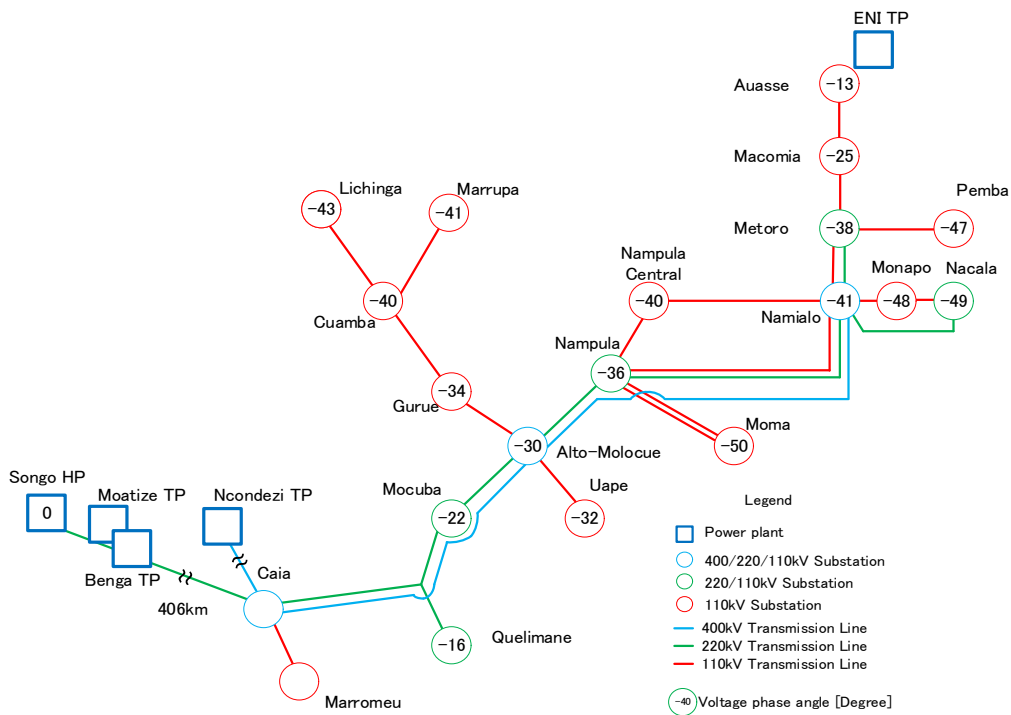 ENI TP
-13
Auasse
Macomia
-25
Lichinga
Marrupa
Pemba
-43
-41
Metoro
-38
-47
Nampula
Central
Monapo
Nacala
-40
-40
-41
-48
-49
Cuamba
Namialo
Nampula
-36
-34
Gurue
Moma
-30
-50
Alto-Molocue
Songo HP
Moatize TP
Ncondezi TP
Mocuba
Uape
0
-22
-32
Benga TP
Caia
406km
Quelimane
-16
Marromeu
Legend
Power plant
400/220/110kV Substation
220/110kV Substation
110kV Substation
400kV Transmission Line
220kV Transmission Line
110kV Transmission Line
-40 Voltage phase angle [Degree]